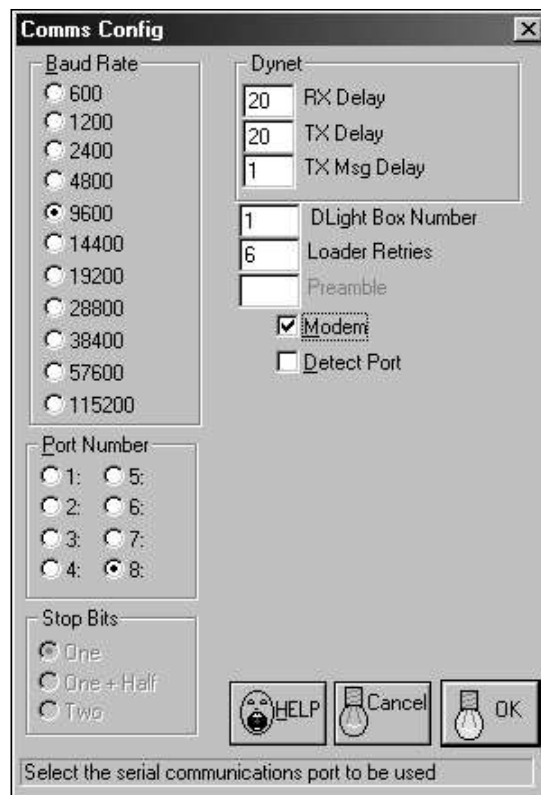 Comms Config
Baud Rate
600
1200
2400
4800
9600
14400
19200
28800
38400
57600
115200
Port Number
1: 5:
2: 6:
3: 7:
4: 8:
Stop Bits
One
One + Half
Two
Dynet
20 RX Delay
20 TX Delay
1 TX Msg Delay
1 DLight Box Number
6 Loader Retries
Preamble
Modem
Detect Port
HELP
Cancel
OK
Select the serial communications port to be used